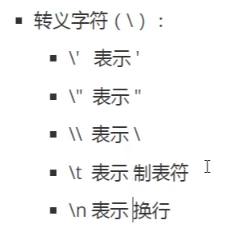 转义字符(\):
\' 表示 '
\" 表示 "
\\ 表示 \
\t 表示 制表符
\n 表示 换行